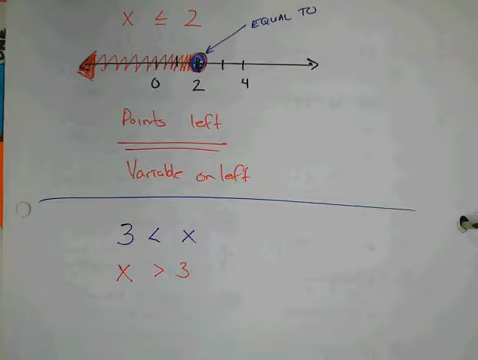 x ≤ 2
EQUAL TO
0 2 4
Points left
Variable on left
3 < x
x > 3